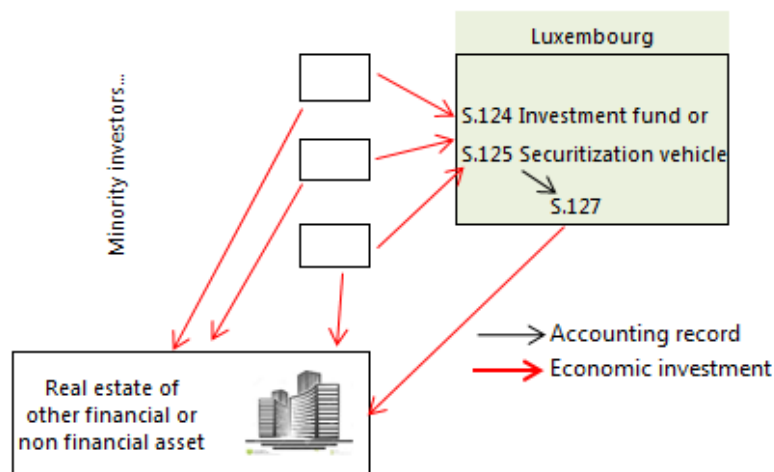 Luxembourg
Minority investors...
S.124 Investment fund or
S.125 Securitization vehicle
S.127
Accounting record
Economic investment
Real estate of
other financial or
non financial asset